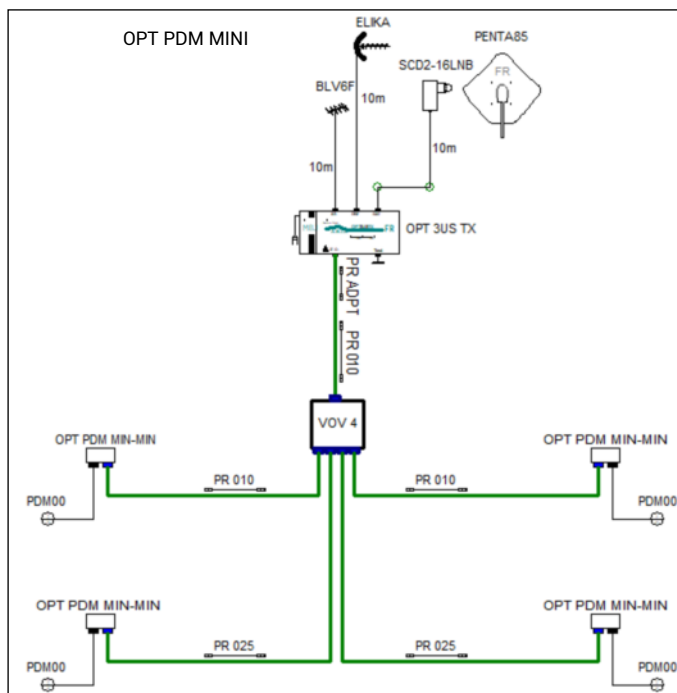 OPT PDM MINI
ELIKA
PENTA85
SCD2-16LNB
FR
BLV6F
10m
10m
10m
FR
OPT 3US TX
PR ADPT
PR 010
VOV 4
OPT PDM MIN-MIN
OPT PDM MIN-MIN
PR 010
PR 010
PDM00
PDM00
OPT PDM MIN-MIN
OPT PDM MIN-MIN
PR 025
PR 025
PDM00
PDM00